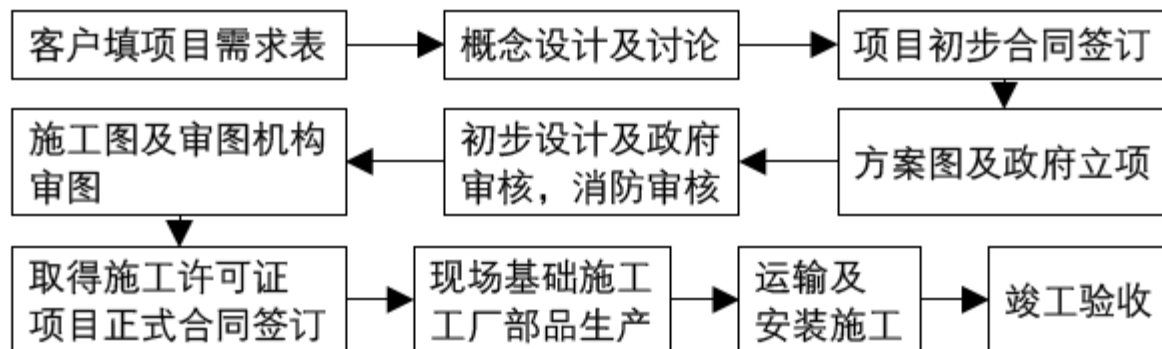 客户填项目需求表
概念设计及讨论
项目初步合同签订
方案图及政府立项
初步设计及政府
审核，消防审核
施工图及审图机构
审图
取得施工许可证
项目正式合同签订
现场基础施工
工厂部品生产
运输及
安装施工
竣工验收